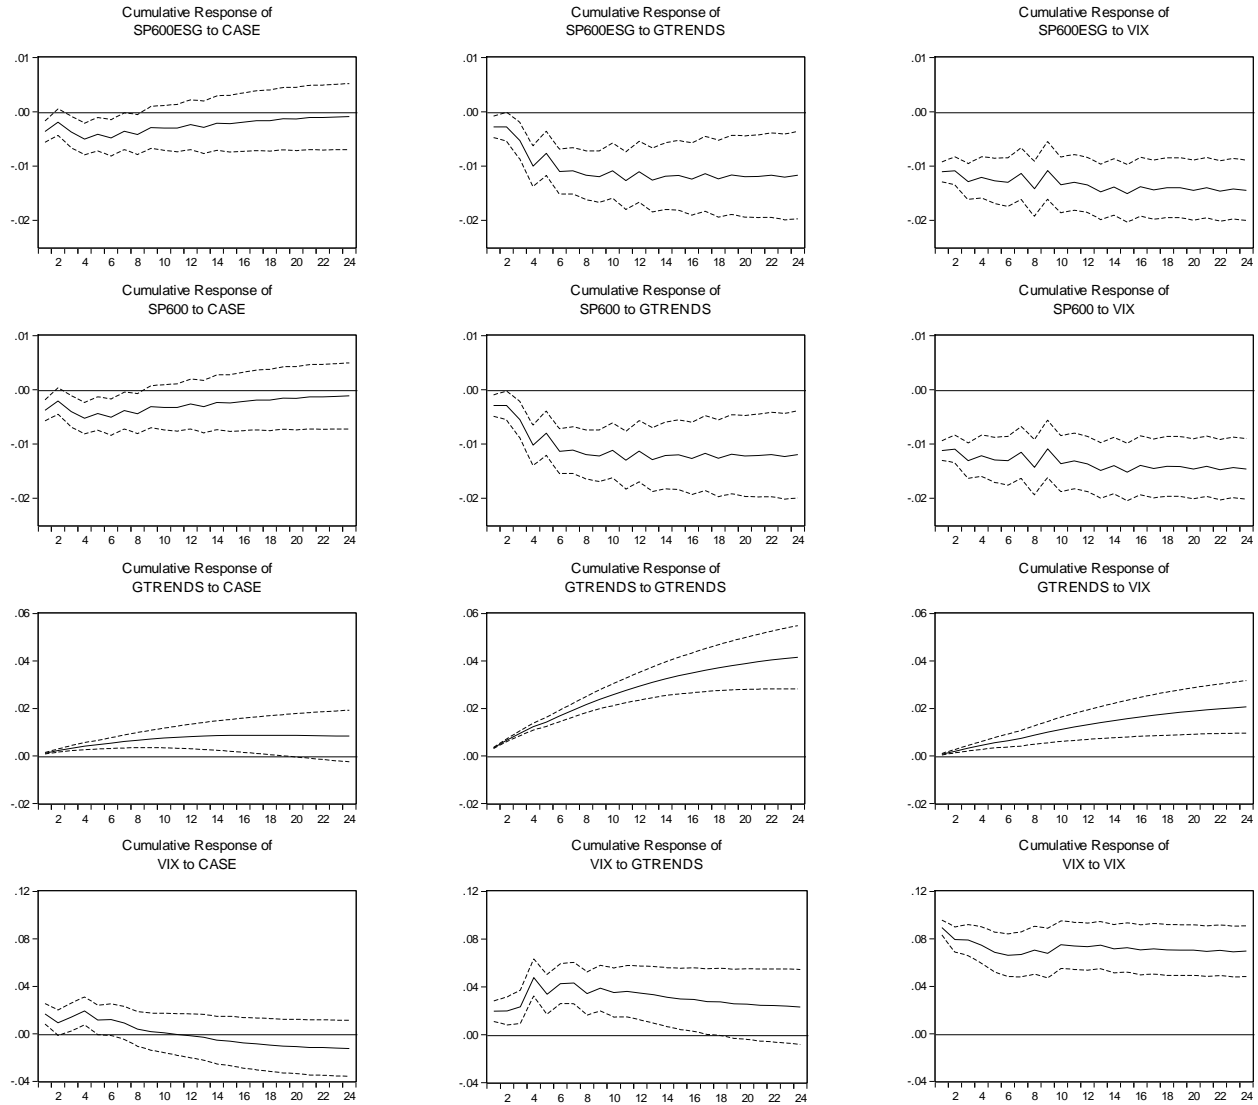 Cumulative Response of
SP600ESG to CASE
.01
.00
-.01
-.02
2 4 6 8 10 12 14 16 18 20 22 24
Cumulative Response of
SP600ESG to GTRENDS
.01
.00
-.01
-.02
2 4 6 8 10 12 14 16 18 20 22 24
Cumulative Response of
SP600ESG to VIX
.01
.00
-.01
-.02
2 4 6 8 10 12 14 16 18 20 22 24
Cumulative Response of
SP600 to CASE
.01
.00
-.01
-.02
2 4 6 8 10 12 14 16 18 20 22 24
Cumulative Response of
SP600 to GTRENDS
.01
.00
-.01
-.02
2 4 6 8 10 12 14 16 18 20 22 24
Cumulative Response of
SP600 to VIX
.01
.00
-.01
-.02
2 4 6 8 10 12 14 16 18 20 22 24
Cumulative Response of
GTRENDS to CASE
.06
.04
.02
.00
-.02
2 4 6 8 10 12 14 16 18 20 22 24
Cumulative Response of
GTRENDS to GTRENDS
.06
.04
.02
.00
-.02
2 4 6 8 10 12 14 16 18 20 22 24
Cumulative Response of
GTRENDS to VIX
.06
.04
.02
.00
-.02
2 4 6 8 10 12 14 16 18 20 22 24
Cumulative Response of
VIX to CASE
.12
.08
.04
.00
-.04
2 4 6 8 10 12 14 16 18 20 22 24
Cumulative Response of
VIX to GTRENDS
.12
.08
.04
.00
-.04
2 4 6 8 10 12 14 16 18 20 22 24
Cumulative Response of
VIX to VIX
.12
.08
.04
.00
-.04
2 4 6 8 10 12 14 16 18 20 22 24